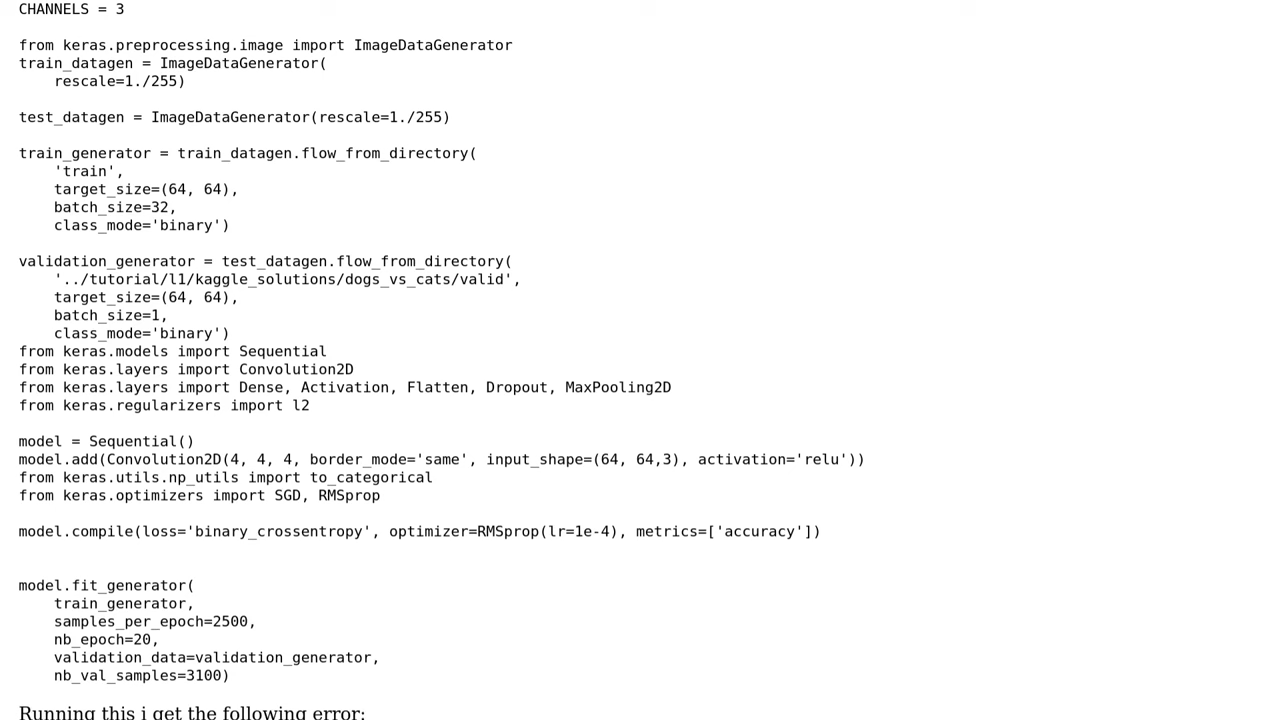 CHANNELS = 3

from keras.preprocessing.image import ImageDataGenerator
train_datagen = ImageDataGenerator(
    rescale=1./255)

test_datagen = ImageDataGenerator(rescale=1./255)

train_generator = train_datagen.flow_from_directory(
    'train',
    target_size=(64, 64),
    batch_size=32,
    class_mode='binary')

validation_generator = test_datagen.flow_from_directory(
    '../tutorial/l1/kaggle_solutions/dogs_vs_cats/valid',
    target_size=(64, 64),
    batch_size=1,
    class_mode='binary')
from keras.models import Sequential
from keras.layers import Convolution2D
from keras.layers import Dense, Activation, Flatten, Dropout, MaxPooling2D
from keras.regularizers import l2

model = Sequential()
model.add(Convolution2D(4, 4, 4, border_mode='same', input_shape=(64, 64,3), activation='relu'))
from keras.utils.np_utils import to_categorical
from keras.optimizers import SGD, RMSprop

model.compile(loss='binary_crossentropy', optimizer=RMSprop(lr=1e-4), metrics=['accuracy'])


model.fit_generator(
    train_generator,
    samples_per_epoch=2500,
    nb_epoch=20,
    validation_data=validation_generator,
    nb_val_samples=3100)

Running this i get the following error: